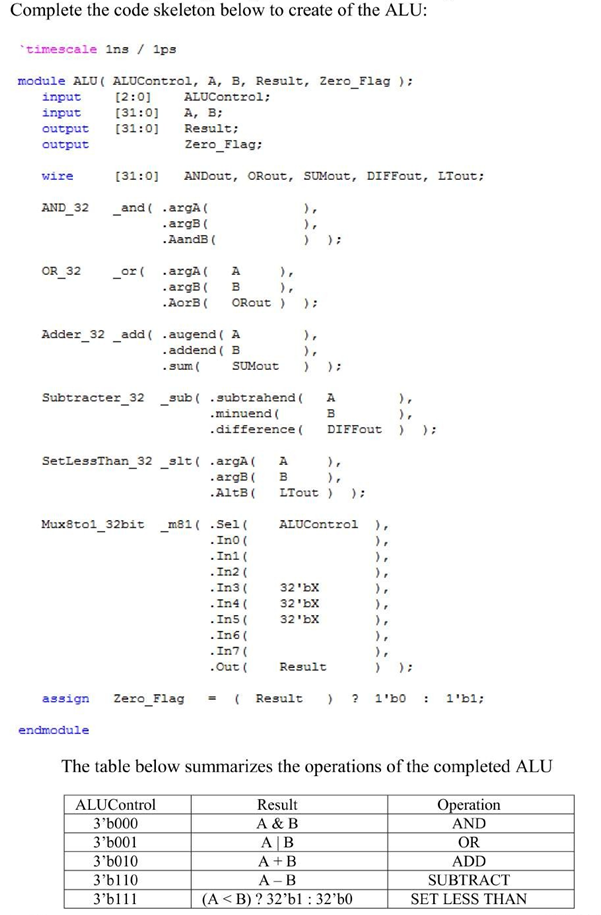 Complete the code skeleton below to create of the ALU:
`timescale 1ns / 1ps
module ALU( ALUControl, A, B, Result, Zero_Flag );
input [2:0] ALUControl;
input [31:0] A, B;
output [31:0] Result;
output Zero_Flag;
wire [31:0] ANDout, ORout, SUMout, DIFFout, LTout;
AND_32 _and( .argA( ),
.argB( ),
.AandB( ) );
OR_32 _or( .argA( A ),
.argB( B ),
.AorB( ORout ) );
Adder_32 _add( .augend( A ),
.addend( B ),
.sum( SUMout ) );
Subtracter_32 _sub( .subtrahend( A ),
.minuend( B ),
.difference( DIFFout ) );
SetLessThan_32 _slt( .argA( A ),
.argB( B ),
.AltB( LTout ) );
Mux8to1_32bit _m81( .Sel( ALUControl ),
.In0( ),
.In1( ),
.In2( ),
.In3( 32'bX ),
.In4( 32'bX ),
.In5( 32'bX ),
.In6( ),
.In7( ),
.Out( Result ) );
assign Zero_Flag = ( Result ) ? 1'b0 : 1'b1;
endmodule
The table below summarizes the operations of the completed ALU
ALUControl Result Operation
3’b000 A & B AND
3’b001 A | B OR
3’b010 A + B ADD
3’b110 A – B SUBTRACT
3’b111 (A < B) ? 32’b1 : 32’b0 SET LESS THAN